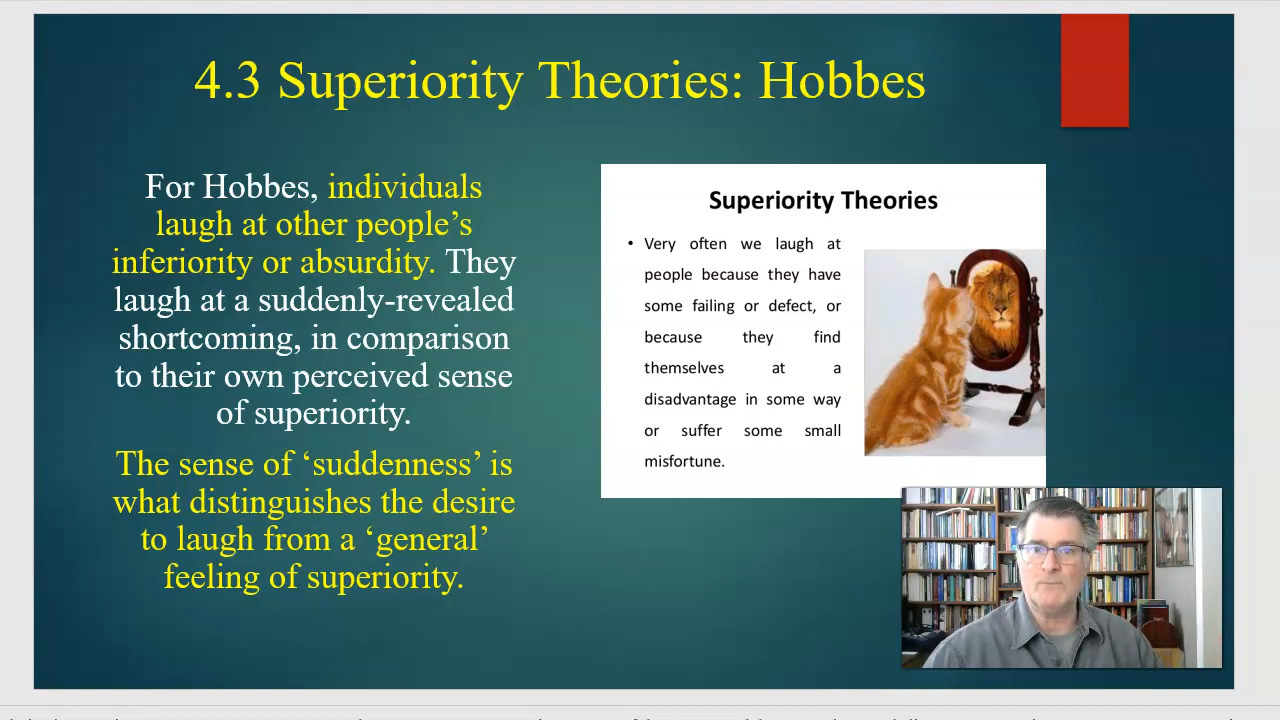 4.3 Superiority Theories: Hobbes
For Hobbes, individuals
laugh at other people’s
inferiority or absurdity. They
laugh at a suddenly-revealed
shortcoming, in comparison
to their own perceived sense
of superiority.
The sense of ‘suddenness’ is
what distinguishes the desire
to laugh from a ‘general’
feeling of superiority.
Superiority Theories
• Very often we laugh at
people because they have
some failing or defect, or
because they find
themselves at a
disadvantage in some way
or suffer some small
misfortune.